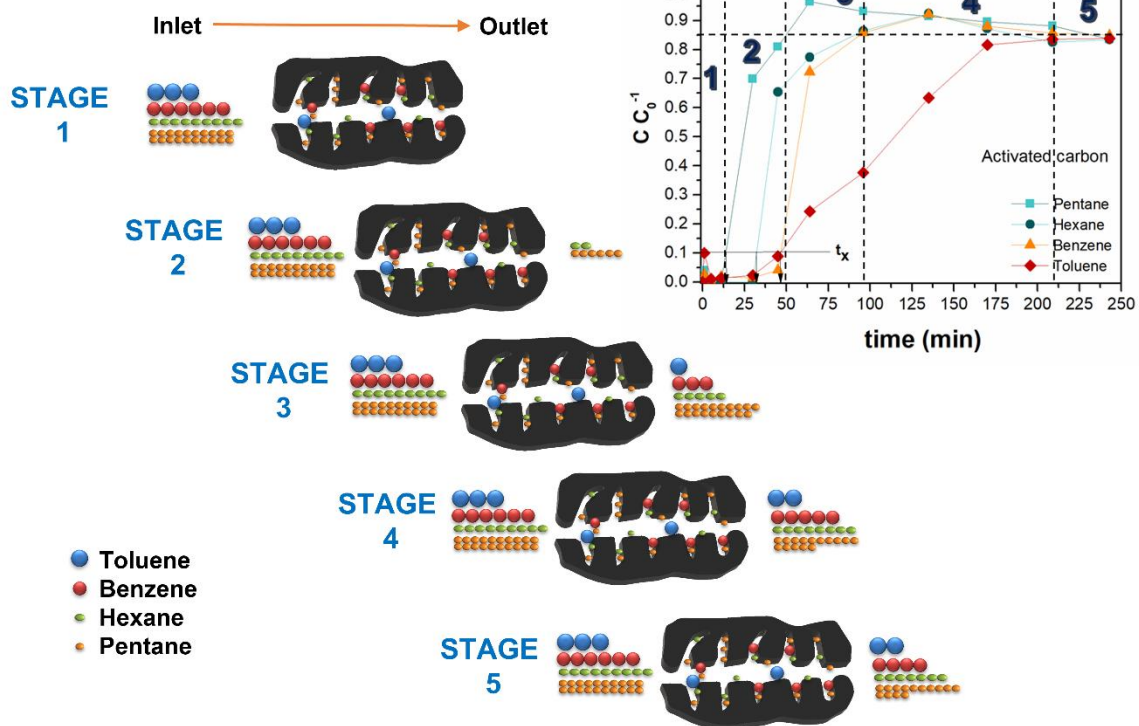 Inlet
Outlet
STAGE
1
STAGE
2
STAGE
3
STAGE
4
STAGE
5
Toluene
Benzene
Hexane
Pentane
0.9
0.8
0.7
0.6
0.5
0.4
0.3
0.2
0.1
0.0
C C₀⁻¹
1
2
4
5
Activated carbon
Pentane
Hexane
Benzene
Toluene
tₓ
0 25 50 75 100 125 150 175 200 225 250
time (min)